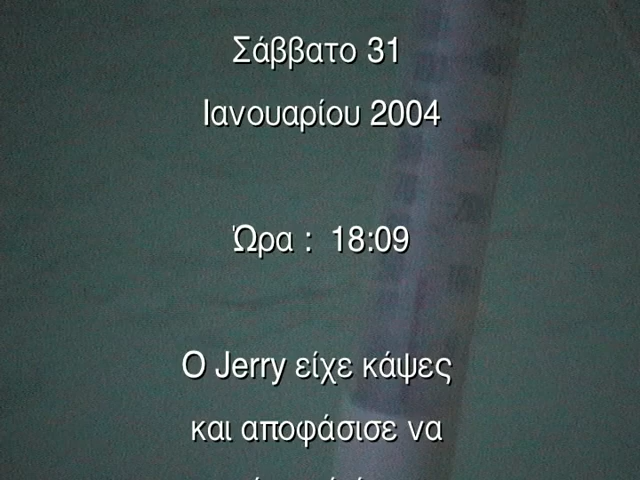 Σάββατο 31
Ιανουαρίου 2004
Ώρα : 18:09
Ο Jerry είχε κάψες
και αποφάσισε να